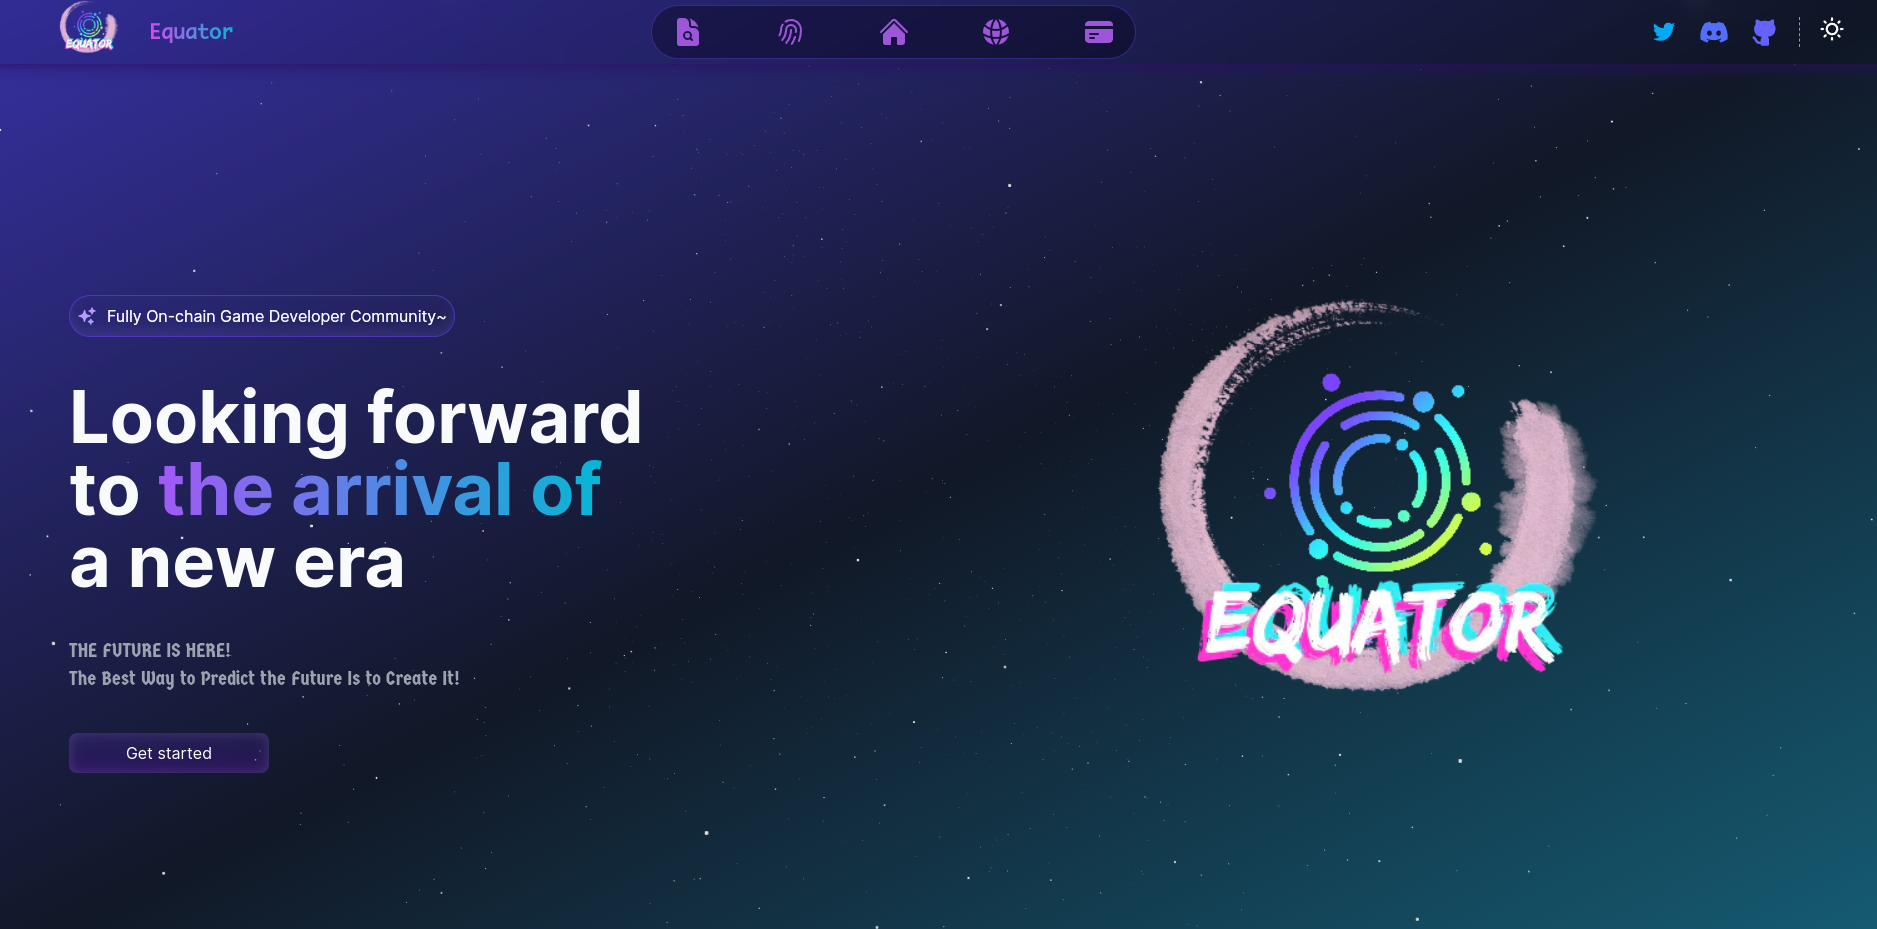 EQUATOR
Equator
Fully On-chain Game Developer Community~
Looking forward
to the arrival of
a new era
THE FUTURE IS HERE!
The Best Way to Predict the Future Is to Create It!
Get started
EQUATOR